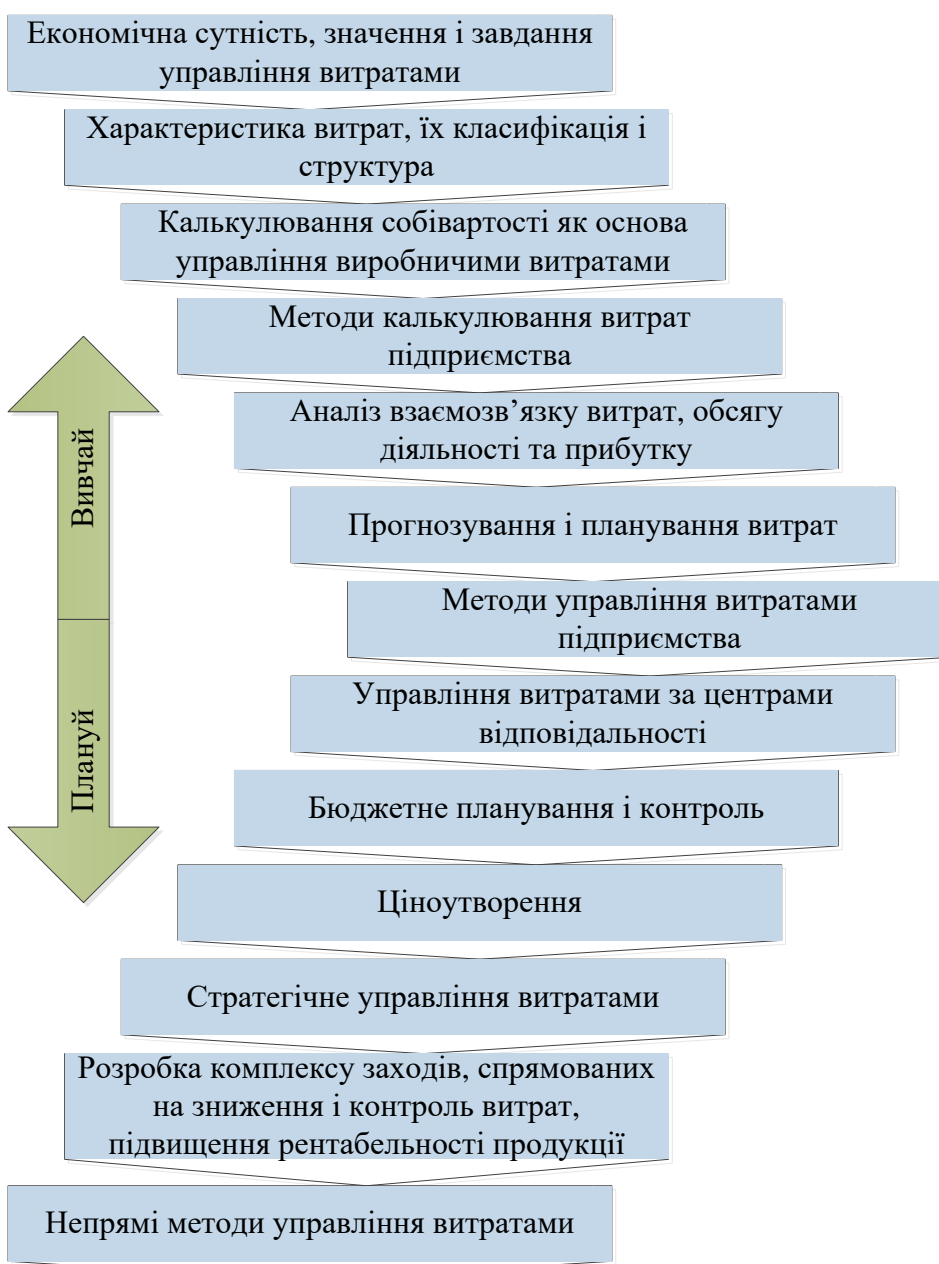 Економічна сутність, значення і завдання
управління витратами
Характеристика витрат, їх класифікація і
структура
Калькулювання собівартості як основа
управління виробничими витратами
Методи калькулювання витрат
підприємства
Аналіз взаємозв’язку витрат, обсягу
діяльності та прибутку
Вивчай
Прогнозування і планування витрат
Методи управління витратами
підприємства
Управління витратами за центрами
відповідальності
Плануй
Бюджетне планування і контроль
Ціноутворення
Стратегічне управління витратами
Розробка комплексу заходів, спрямованих
на зниження і контроль витрат,
підвищення рентабельності продукції
Непрямі методи управління витратами